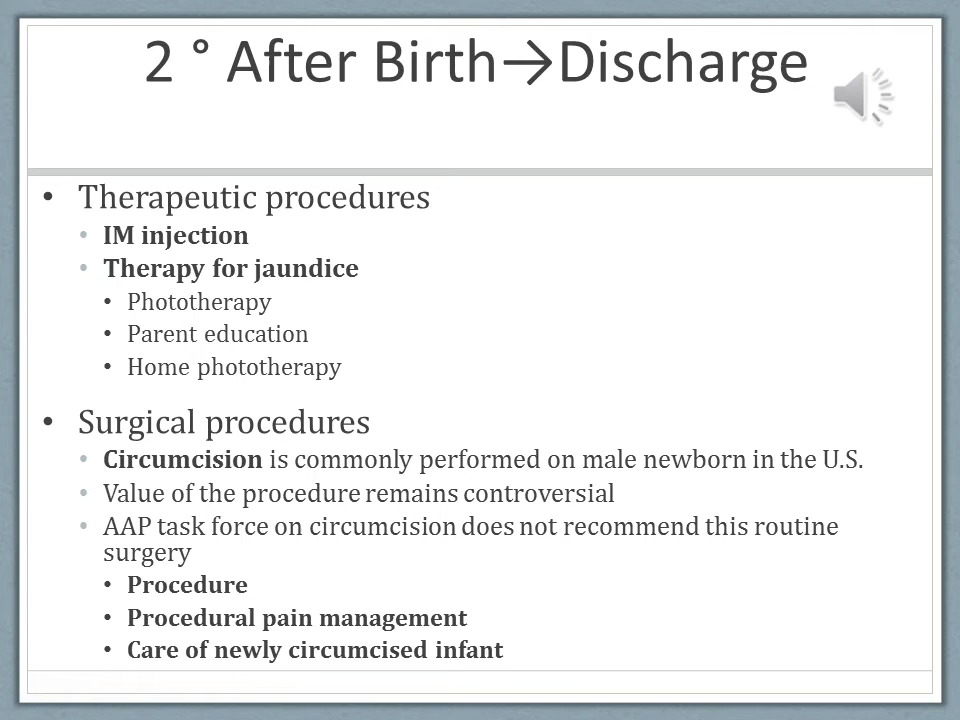 2 ° After Birth→Discharge
• Therapeutic procedures
• IM injection
• Therapy for jaundice
• Phototherapy
• Parent education
• Home phototherapy
• Surgical procedures
• Circumcision is commonly performed on male newborn in the U.S.
• Value of the procedure remains controversial
• AAP task force on circumcision does not recommend this routine
surgery
• Procedure
• Procedural pain management
• Care of newly circumcised infant